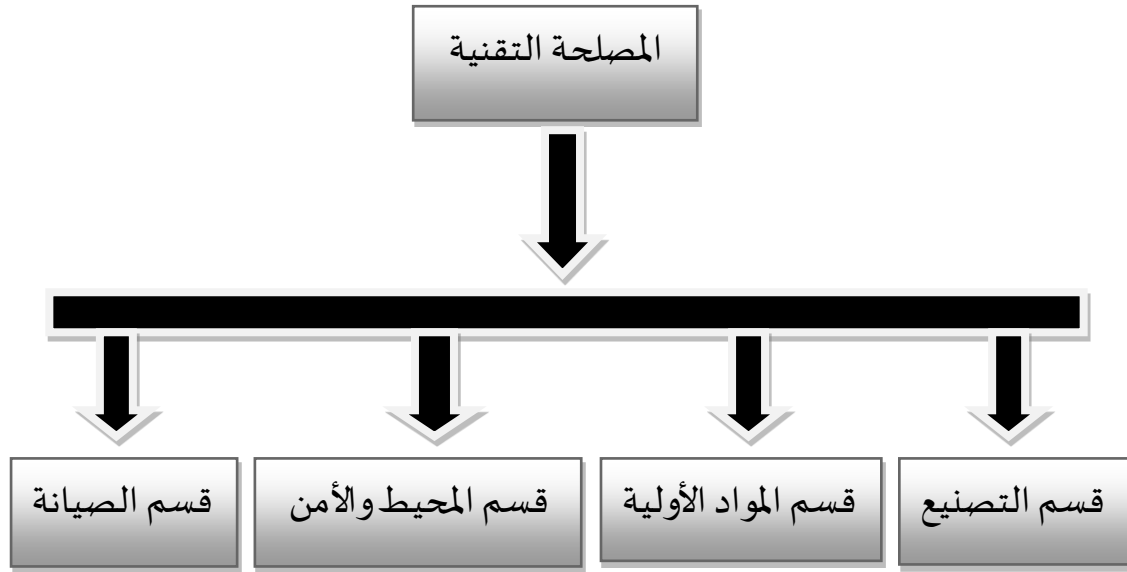 المصلحة التقنية
قسم التصنيع
قسم المواد الأولية
قسم المحيط والأمن
قسم الصيانة